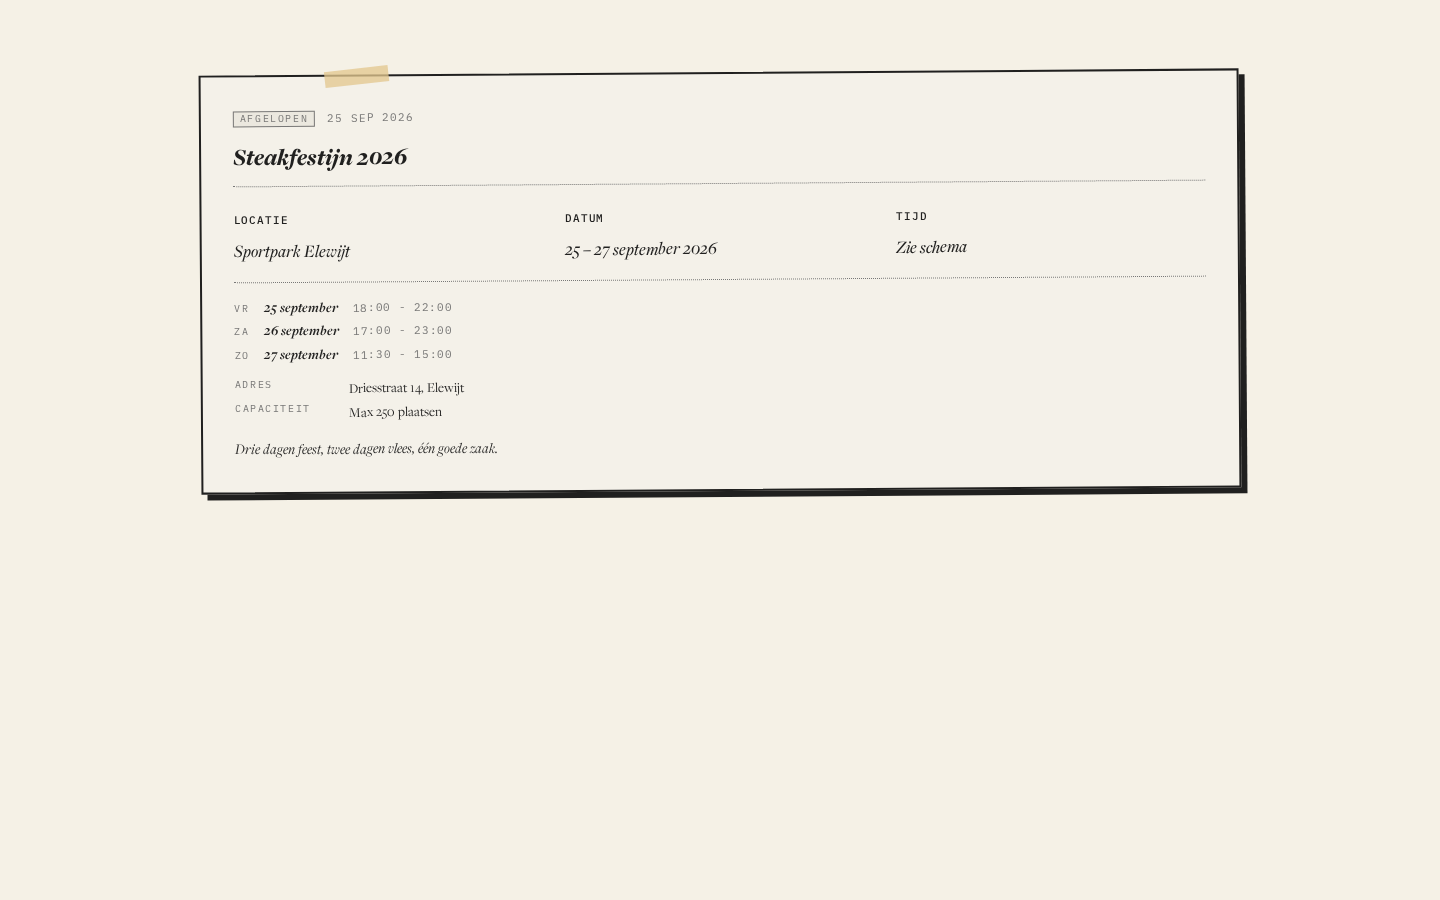 AFGELOPEN 25 SEP 2026
Steakfestijn 2026
LOCATIE DATUM TIJD
Sportpark Elewijt 25 – 27 september 2026 Zie schema
VR 25 september 18:00 - 22:00
ZA 26 september 17:00 - 23:00
ZO 27 september 11:30 - 15:00
ADRES Driesstraat 14, Elewijt
CAPACITEIT Max 250 plaatsen
Drie dagen feest, twee dagen vlees, één goede zaak.